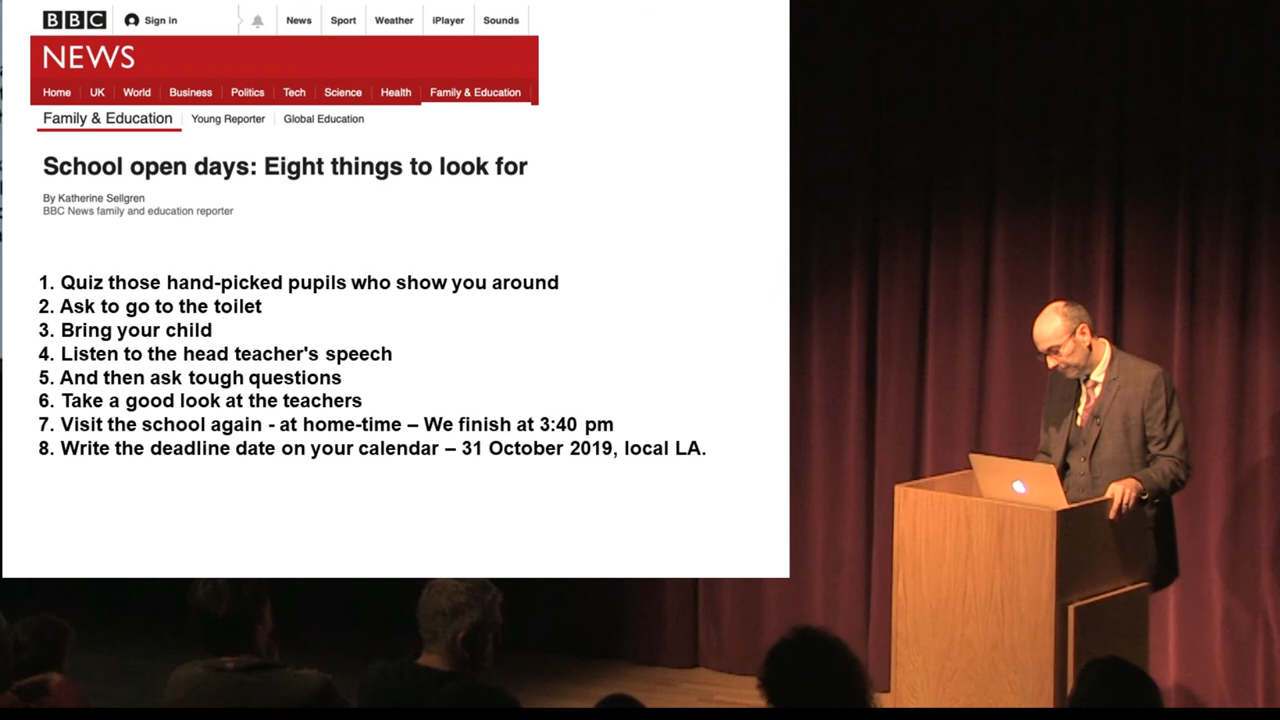 BBC Sign in News Sport Weather iPlayer Sounds
NEWS
Home UK World Business Politics Tech Science Health Family & Education
Family & Education Young Reporter Global Education
School open days: Eight things to look for
By Katherine Sellgren
BBC News family and education reporter
1. Quiz those hand-picked pupils who show you around
2. Ask to go to the toilet
3. Bring your child
4. Listen to the head teacher's speech
5. And then ask tough questions
6. Take a good look at the teachers
7. Visit the school again - at home-time – We finish at 3:40 pm
8. Write the deadline date on your calendar – 31 October 2019, local LA.